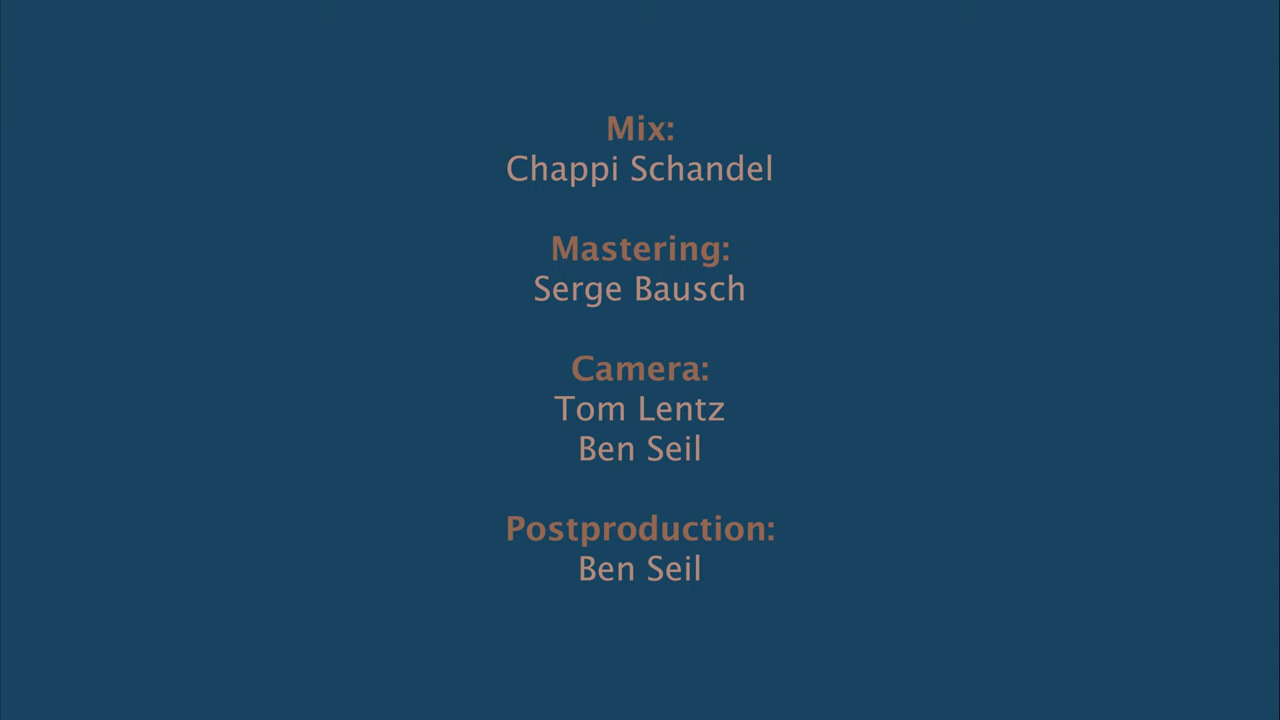 Mix:
Chappi Schandel
Mastering:
Serge Bausch
Camera:
Tom Lentz
Ben Seil
Postproduction:
Ben Seil